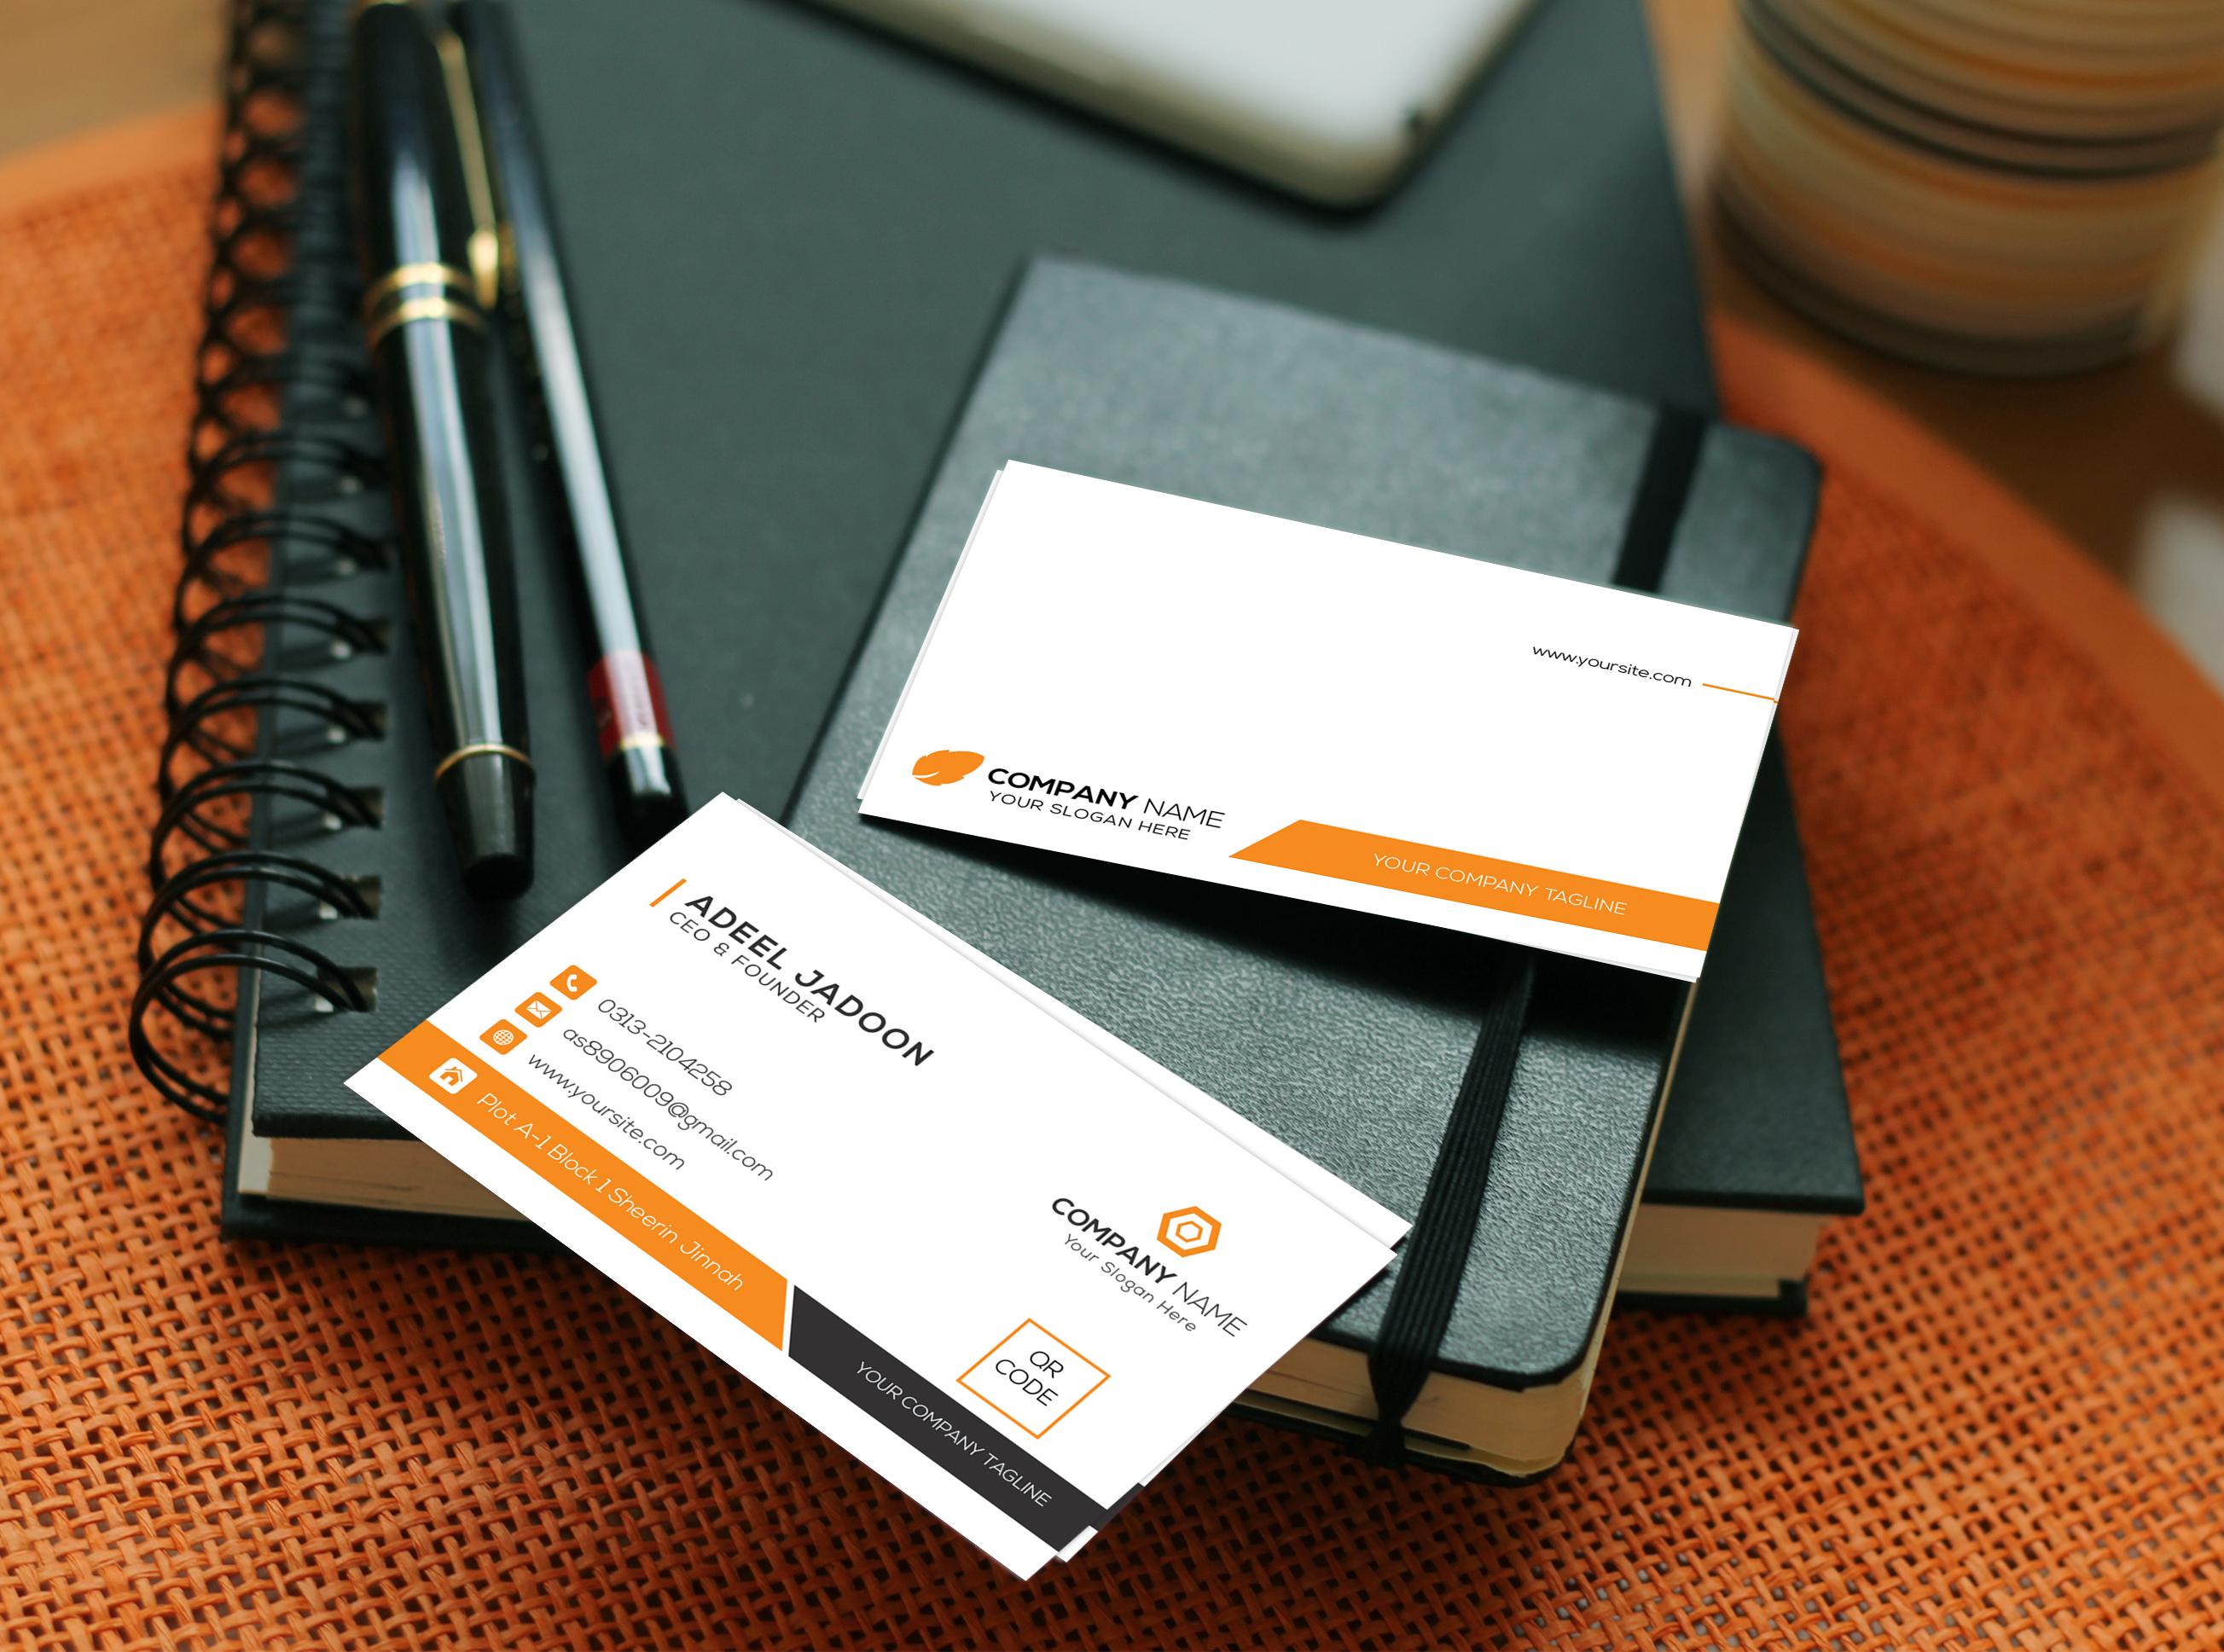 www.yoursite.com
COMPANY NAME
YOUR SLOGAN HERE
YOUR COMPANY TAGLINE
ADEEL JADOON
CEO & FOUNDER
0313-2104258
as8906009@gmail.com
www.yoursite.com
Plot A-1 Block 1 Sheerin Jinnah
COMPANY NAME
Your Slogan Here
QR
CODE
YOUR COMPANY TAGLINE